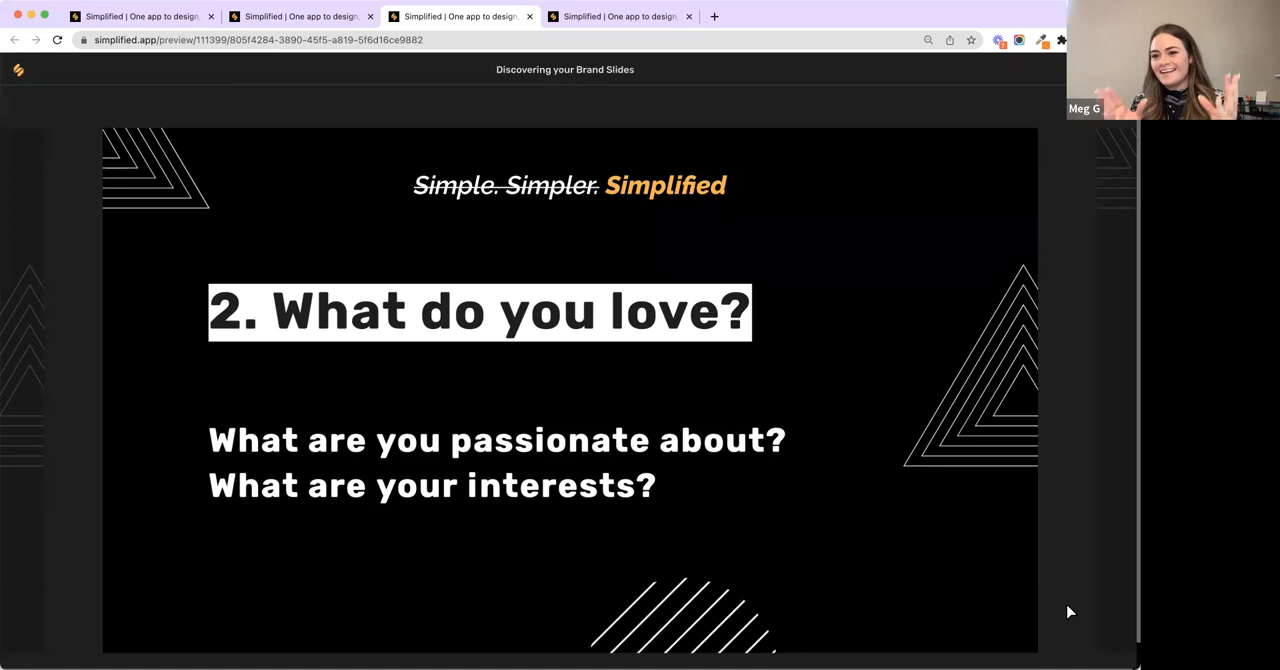 Simplified | One app to design,
Simplified | One app to design,
Simplified | One app to design,
Simplified | One app to design,
simplified.app/preview/111399/805f4284-3890-45f5-a819-5f6d16ce9882
Discovering your Brand Slides
Meg G
Simple. Simpler. Simplified
2. What do you love?
What are you passionate about?
What are your interests?